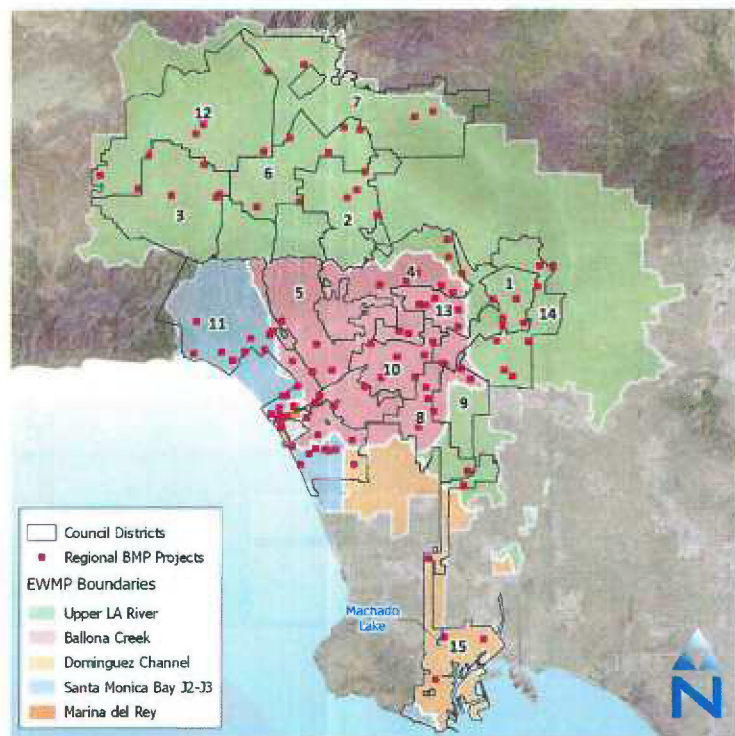 7
12
6
3
2
4
5
1
13
14
11
10
9
8
Council Districts
Regional BMP Projects
EWMP Boundaries
Upper LA River
Ballona Creek
Dominguez Channel
Santa Monica Bay J2-J3
Marina del Rey
Machado
Lake
15
N